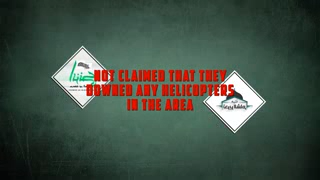 NOT CLAIMED THAT THEY
DOWNED ANY HELICOPTERS
IN THE AREA